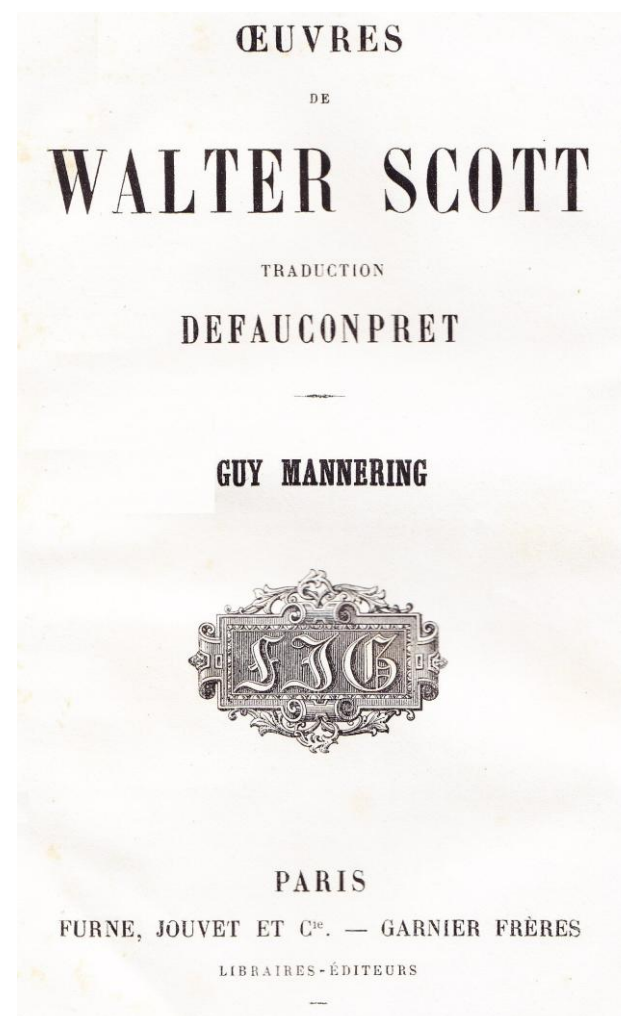 ŒUVRES
DE
WALTER SCOTT
TRADUCTION
DEFAUCONPRET
GUY MANNERING
FJG
PARIS
FURNE, JOUVET ET Cie. — GARNIER FRÈRES
LIBRAIRES-ÉDITEURS